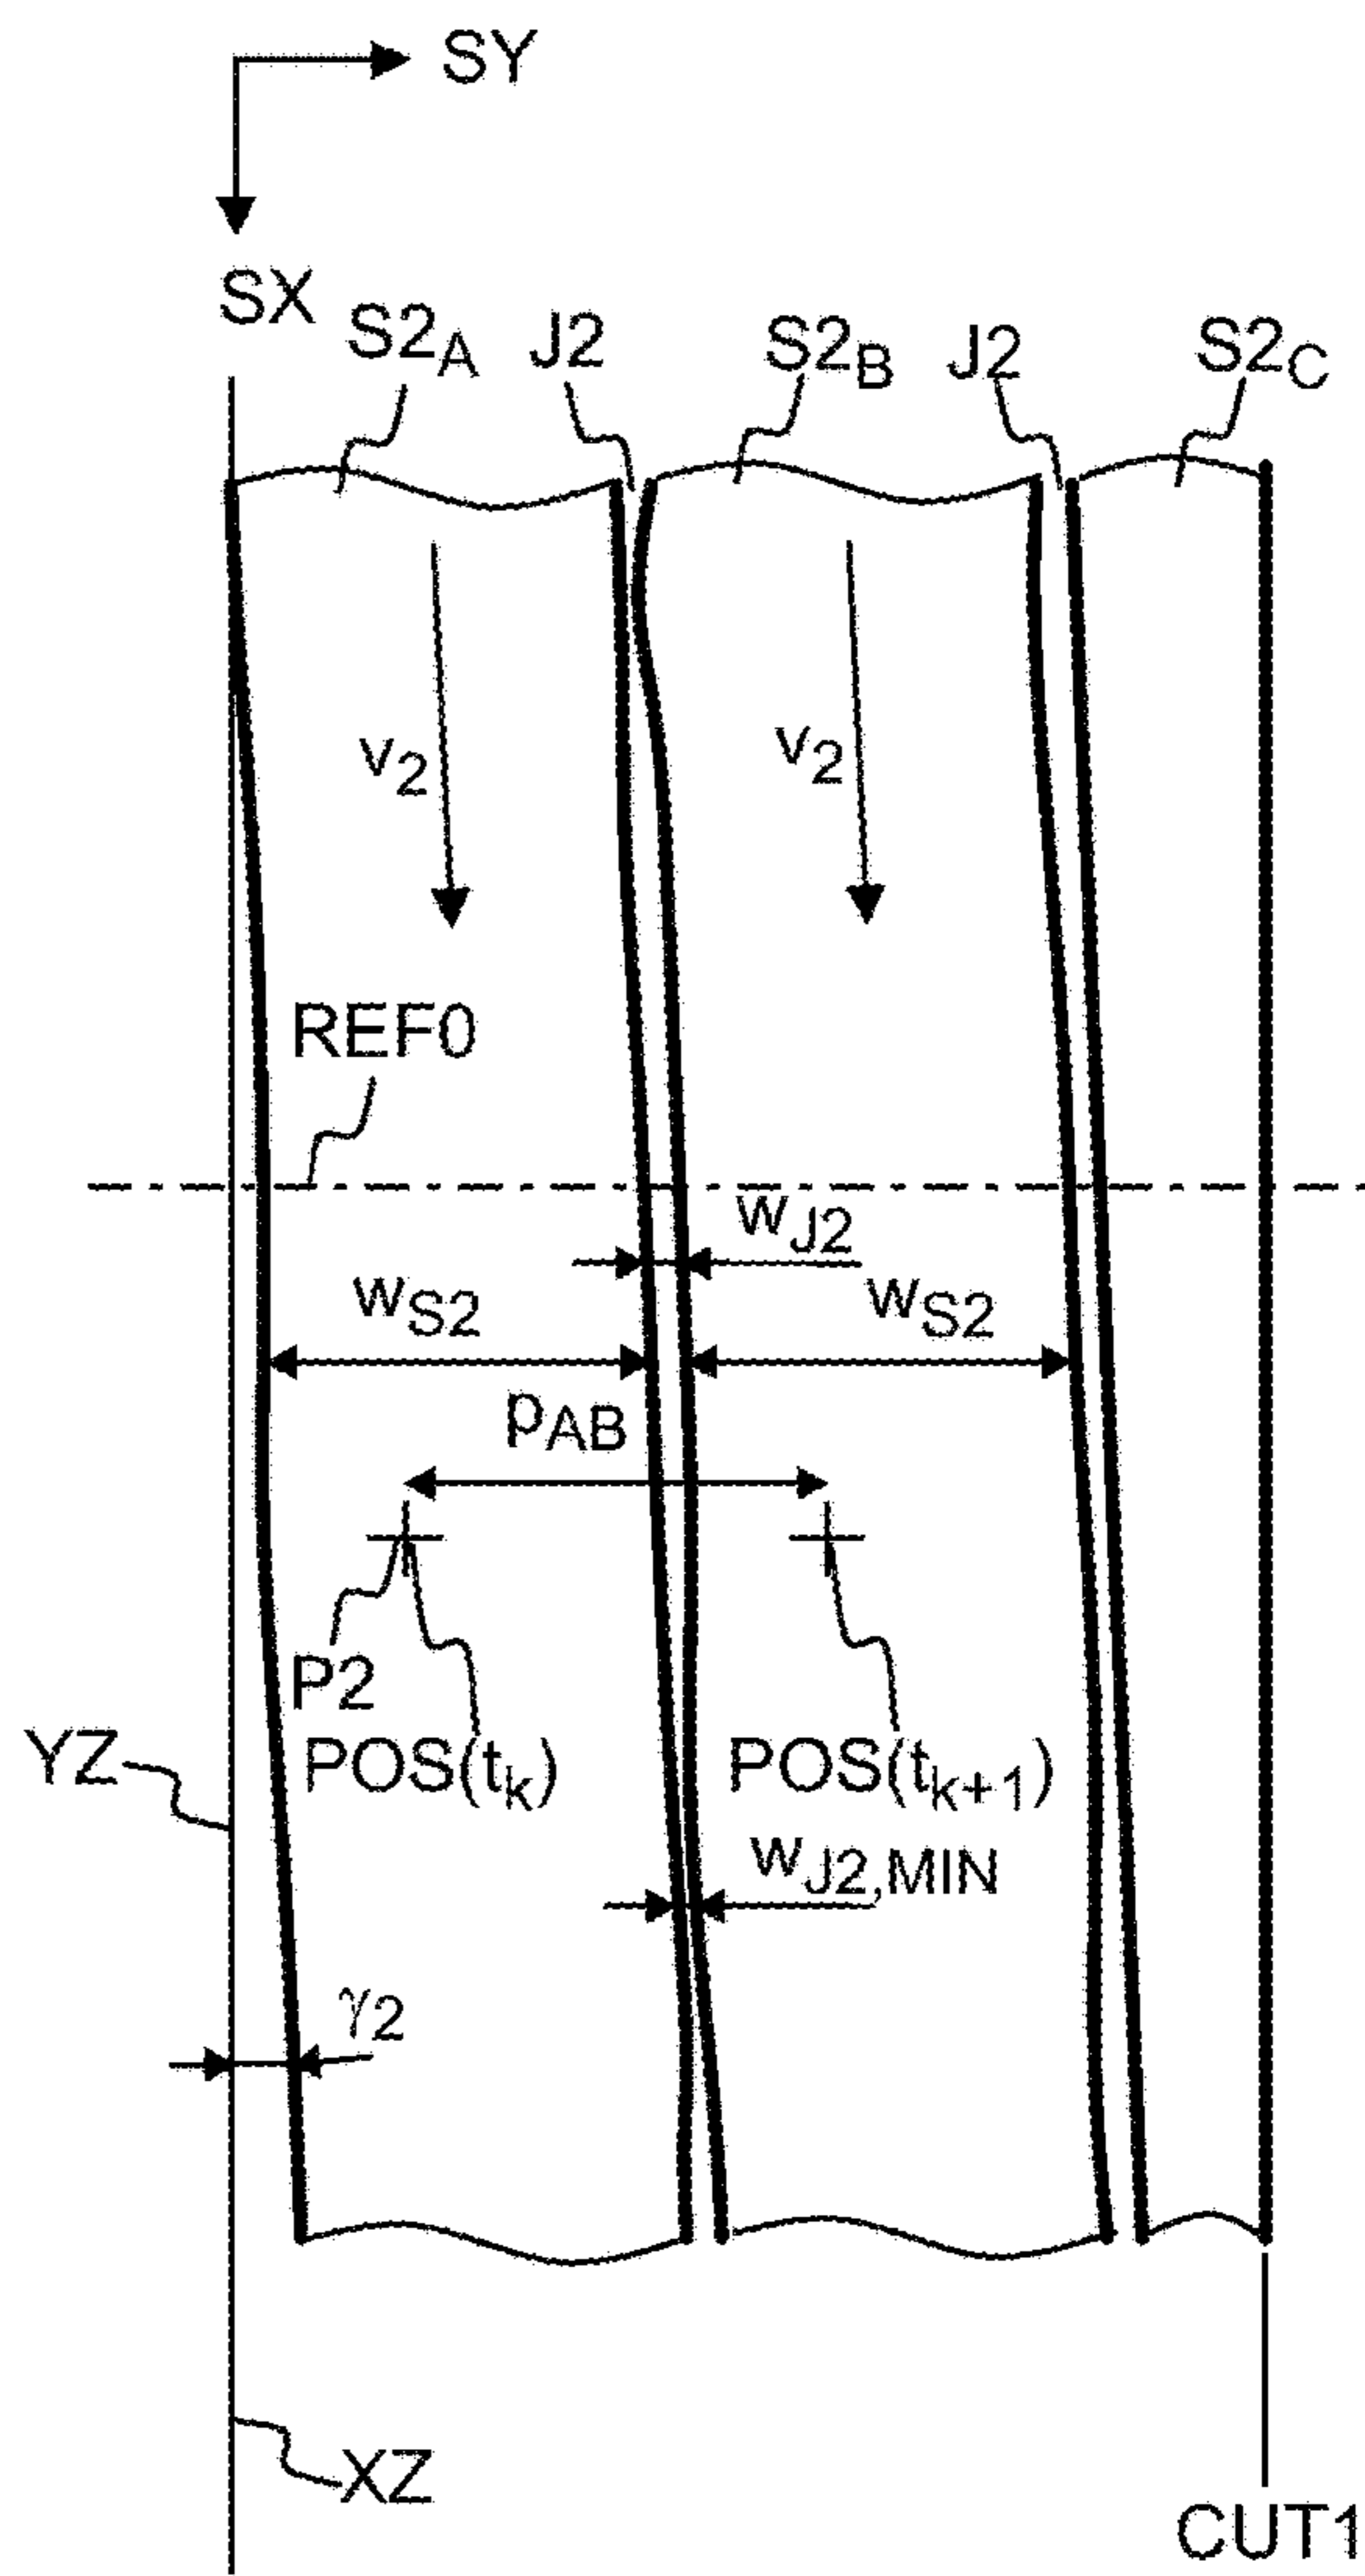 SY
SX
S2A
J2
S2B
J2
S2C
v2
v2
REF0
wJ2
wS2
wS2
pAB
P2
POS(tk)
POS(tk+1)
YZ
wJ2,MIN
γ2
XZ
CUT1